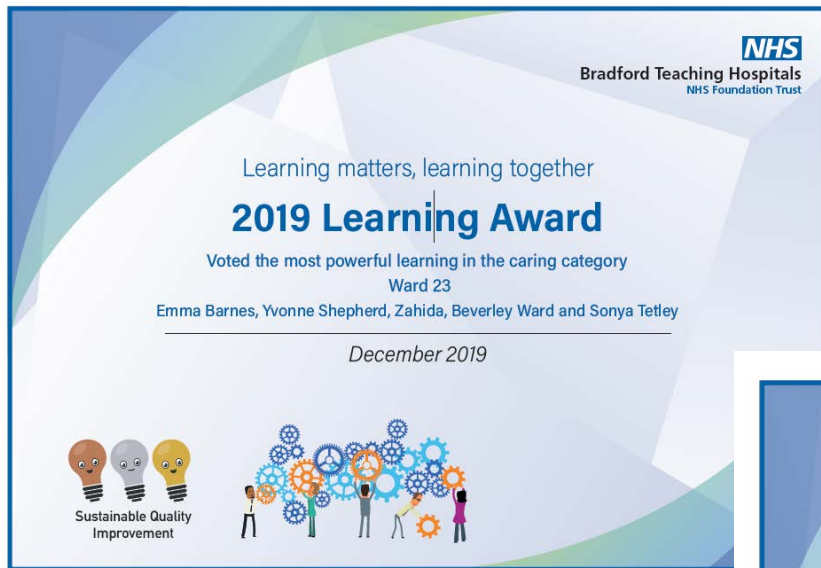 NHS
Bradford Teaching Hospitals
NHS Foundation Trust
Learning matters, learning together
2019 Learning Award
Voted the most powerful learning in the caring category
Ward 23
Emma Barnes, Yvonne Shepherd, Zahida, Beverley Ward and Sonya Tetley
December 2019
Sustainable Quality
Improvement